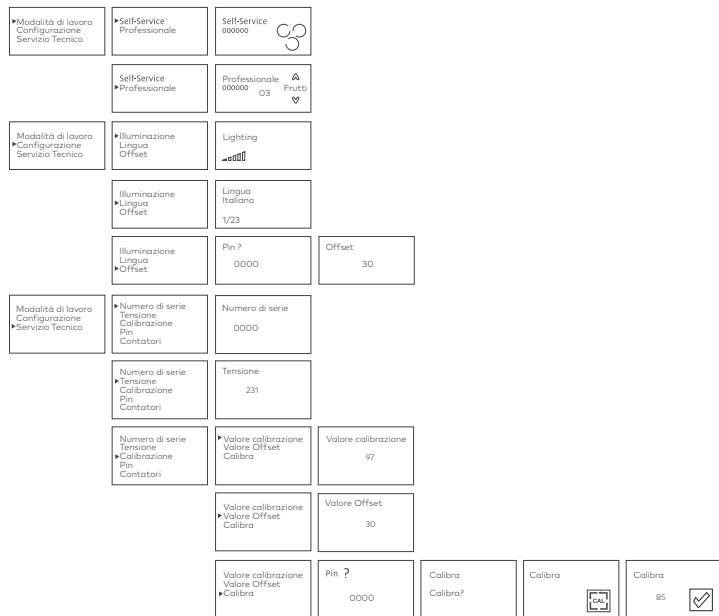 ▸Modalità di lavoro
Configurazione
Servizio Tecnico
▸Self-Service
Professionale
Self-Service
000000
Self-Service
▸Professionale
Professionale
000000
03
Frutti
Modalità di lavoro
▸Configurazione
Servizio Tecnico
▸Illuminazione
Lingua
Offset
Lighting
Illuminazione
▸Lingua
Offset
Lingua
Italiano
1/23
Illuminazione
Lingua
▸Offset
Pin ?
0000
Offset
30
Modalità di lavoro
Configurazione
▸Servizio Tecnico
▸Numero di serie
Tensione
Calibrazione
Pin
Contatori
Numero di serie
0000
Numero di serie
▸Tensione
Calibrazione
Pin
Contatori
Tensione
231
Numero di serie
Tensione
▸Calibrazione
Pin
Contatori
▸Valore calibrazione
Valore Offset
Calibra
Valore calibrazione
97
Valore calibrazione
▸Valore Offset
Calibra
Valore Offset
30
Valore calibrazione
Valore Offset
▸Calibra
Pin ?
0000
Calibra
Calibra?
Calibra
CAL
Calibra
85